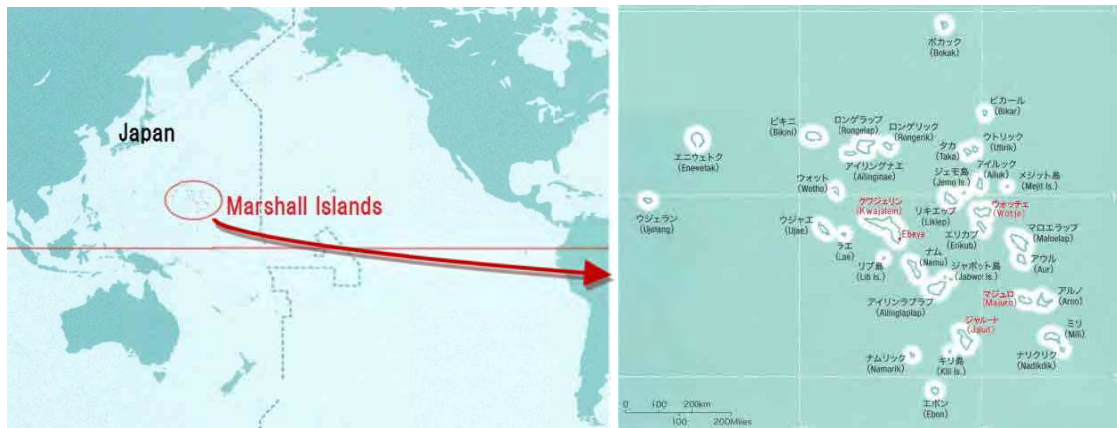 Japan
Marshall Islands
ボカック
(Bokak)
ビカール
(Bikar)
ビキニ
(Bikini)
ロンゲラップ
(Rongelap)
ロンゲリック
(Rongerik)
エニウェトク
(Enewetak)
アイリングナエ
(Ailinginae)
タカ
(Taka)
ウトリック
(Utirik)
ウォット
(Wotho)
ジェモ島
(Jemo Is.)
アイルック
(Ailuk)
メジット島
(Mejit Is.)
ウジェラン
(Ujelang)
クワジェリン
(Kwajalein)
リキエップ
(Likiep)
ウォッチェ
(Wotje)
ウジャエ
(Ujae)
ラエ
(Lae)
Ebeye
エリカブ
(Erikub)
マロエラップ
(Maloelap)
リブ島
(Lib Is.)
ナム
(Namu)
ジャボット島
(Jabwot Is.)
アウル
(Aur)
アイリンラプラプ
(Ailinglaplap)
マジュロ
(Majuro)
アルノ
(Arno)
ジャルート
(Jaluit)
ミリ
(Mili)
ナムリック
(Namorik)
キリ島
(Kili Is.)
ナリクリク
(Nadikdik)
エボン
(Ebon)
0 100 200km
100 200Miles